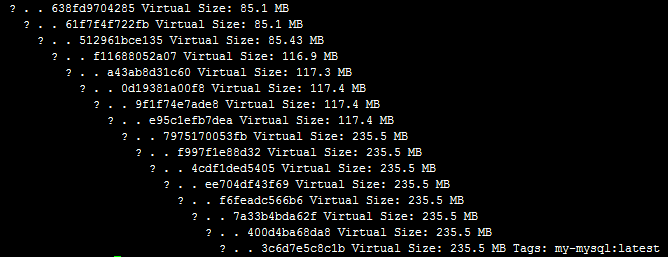 ? . . 638fd9704285 Virtual Size: 85.1 MB
? . . 61f7f4f722fb Virtual Size: 85.1 MB
? . . 512961bce135 Virtual Size: 85.43 MB
? . . f11688052a07 Virtual Size: 116.9 MB
? . . a43ab8d31c60 Virtual Size: 117.3 MB
? . . 0d19381a00f8 Virtual Size: 117.4 MB
? . . 9f1f74e7ade8 Virtual Size: 117.4 MB
? . . e95c1efb7dea Virtual Size: 117.4 MB
? . . 7975170053fb Virtual Size: 235.5 MB
? . . f997f1e88d32 Virtual Size: 235.5 MB
? . . 4cdf1ded5405 Virtual Size: 235.5 MB
? . . ee704df43f69 Virtual Size: 235.5 MB
? . . f6feadc566b6 Virtual Size: 235.5 MB
? . . 7a33b4bda62f Virtual Size: 235.5 MB
? . . 400d4ba68da8 Virtual Size: 235.5 MB
? . . 3c6d7e5c8c1b Virtual Size: 235.5 MB Tags: my-mysql:latest